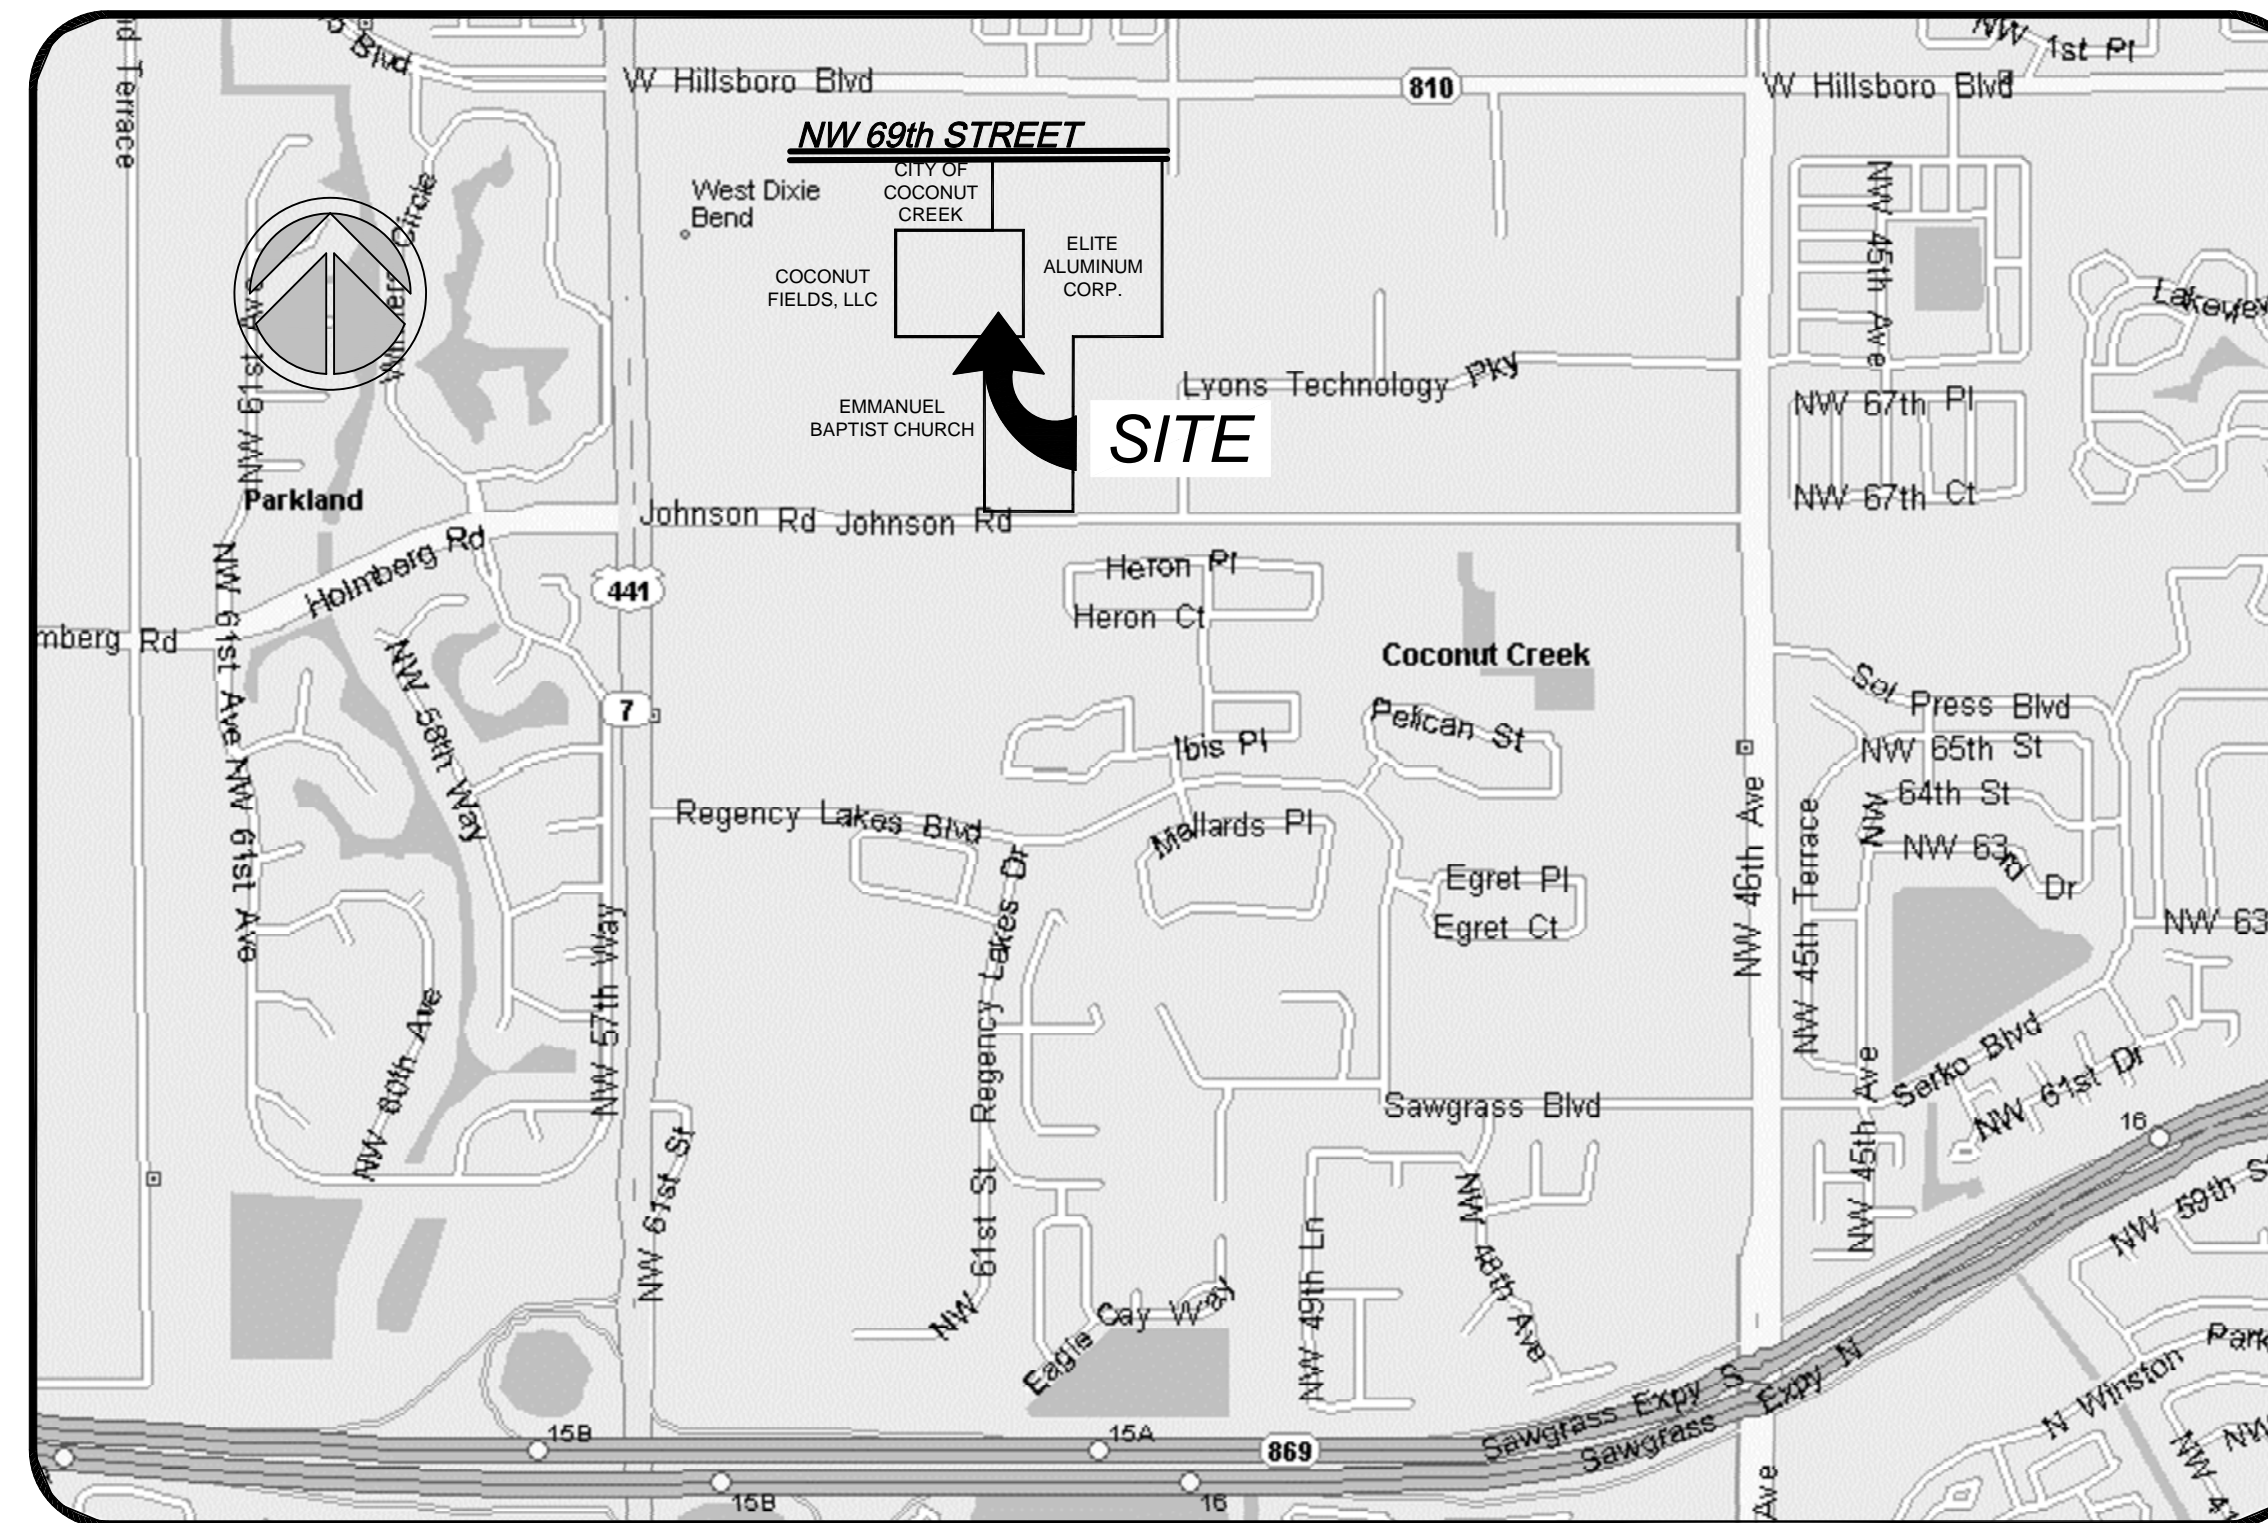 Blvd
W Hillsboro Blvd
810
W Hillsboro Blvd
NW 1st Pl
Terrace
NW 69th STREET
CITY OF
COCONUT
CREEK
West Dixie
Bend
ELITE
ALUMINUM
CORP.
COCONUT
FIELDS, LLC
Circle
NW 45th Ave
NW 61st Ave
Lyons Technology Pky
EMMANUEL
BAPTIST CHURCH
SITE
NW 67th Pl
NW 67th Ct
Parkland
Johnson Rd Johnson Rd
Holmberg Rd
441
Heron Pl
Heron Ct
mberg Rd
NW 61st Ave
NW 61st Ave
NW 58th Way
Coconut Creek
7
Pelican St
Ibis Pl
Sol Press Blvd
NW 65th St
NW 64th St
NW 63rd Dr
NW 63
Regency Lakes Blvd
Mallards Pl
Regency Lakes Dr
Egret Pl
Egret Ct
NW 46th Ave
NW 45th Terrace
NW 57th Way
NW 60th Ave
Sawgrass Blvd
Serko Blvd
NW 61st Dr
NW 45th Ave
NW 61st St
NW 61st St
NW 49th Ln
NW 48th Ave
Eagle Cay Way
16
NW 59th S
N Winston Park
Sawgrass Expy S
Sawgrass Expy N
15B
15A
869
15B
16
Ave
NW
NW